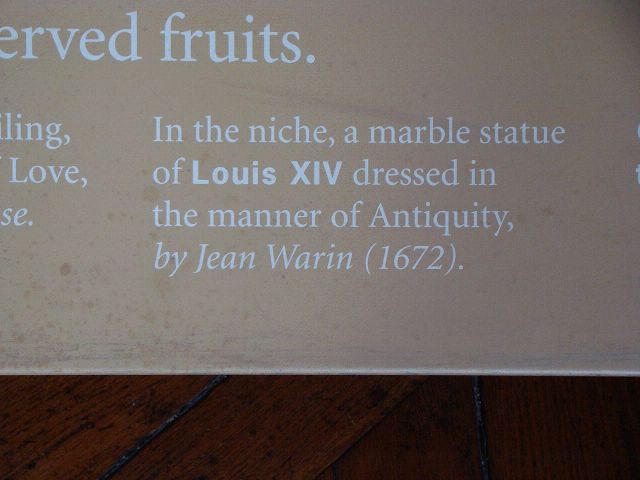 erved fruits.
iling,
f Love,
se.
In the niche, a marble statue
of Louis XIV dressed in
the manner of Antiquity,
by Jean Warin (1672).